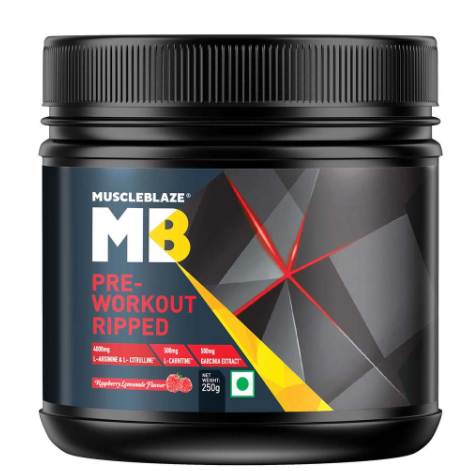 MUSCLEBLAZE®
MB
PRE-
WORKOUT
RIPPED
4000mg 500mg 500mg
L-ARGININE & L- CITRULLINE** L-CARNITINE** GARCINIA EXTRACT**
Raspberry Lemonade Flavour
NET
WEIGHT:
250g